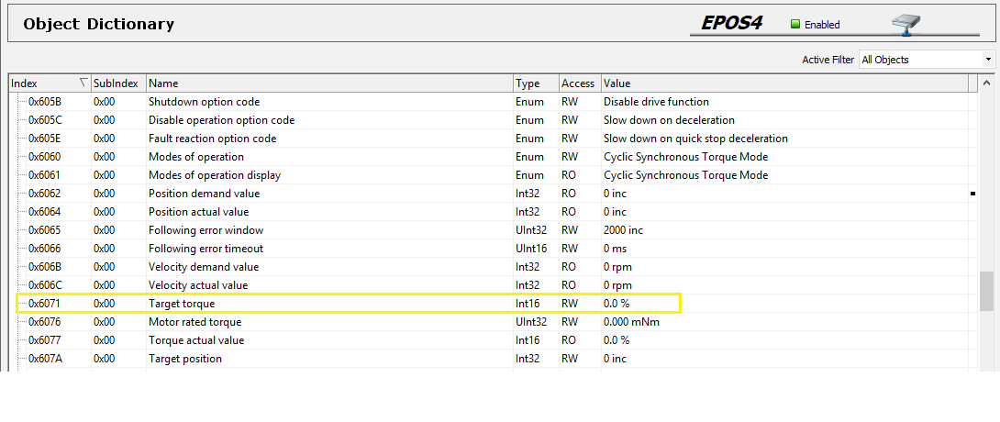 Object Dictionary
EPOS4 Enabled
Active Filter All Objects
Index SubIndex Name Type Access Value
0x605B 0x00 Shutdown option code Enum RW Disable drive function
0x605C 0x00 Disable operation option code Enum RW Slow down on deceleration
0x605E 0x00 Fault reaction option code Enum RW Slow down on quick stop deceleration
0x6060 0x00 Modes of operation Enum RW Cyclic Synchronous Torque Mode
0x6061 0x00 Modes of operation display Enum RO Cyclic Synchronous Torque Mode
0x6062 0x00 Position demand value Int32 RO 0 inc
0x6064 0x00 Position actual value Int32 RO 0 inc
0x6065 0x00 Following error window UInt32 RW 2000 inc
0x6066 0x00 Following error timeout UInt16 RW 0 ms
0x606B 0x00 Velocity demand value Int32 RO 0 rpm
0x606C 0x00 Velocity actual value Int32 RO 0 rpm
0x6071 0x00 Target torque Int16 RW 0.0 %
0x6076 0x00 Motor rated torque UInt32 RW 0.000 mNm
0x6077 0x00 Torque actual value Int16 RO 0.0 %
0x607A 0x00 Target position Int32 RW 0 inc